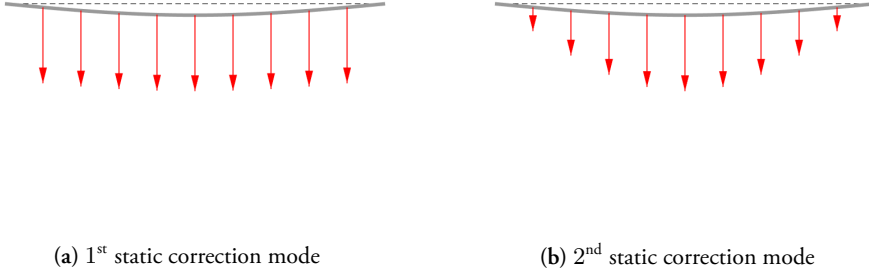 (a) 1st static correction mode
(b) 2nd static correction mode